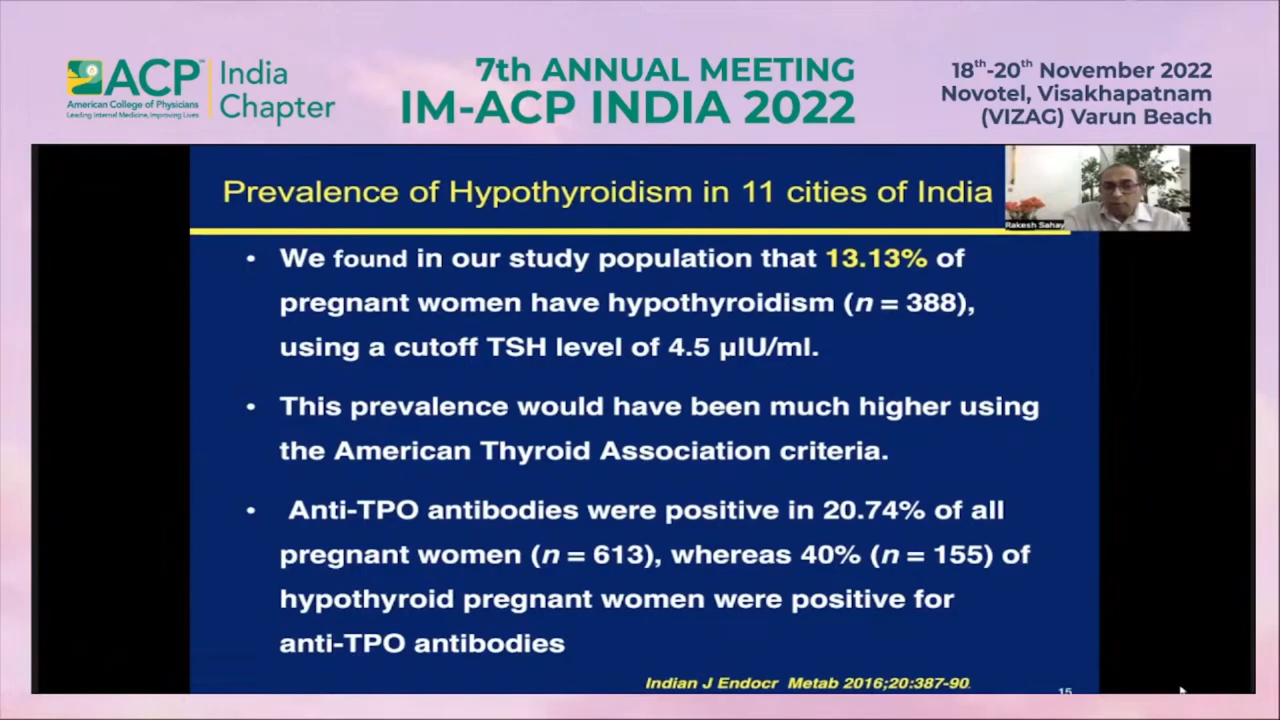 ACP™
American College of Physicians
Leading Internal Medicine, Improving Lives
India
Chapter
7th ANNUAL MEETING
IM-ACP INDIA 2022
18th-20th November 2022
Novotel, Visakhapatnam
(VIZAG) Varun Beach
Prevalence of Hypothyroidism in 11 cities of India
Rakesh Sahay
• We found in our study population that 13.13% of
pregnant women have hypothyroidism (n = 388),
using a cutoff TSH level of 4.5 µIU/ml.
• This prevalence would have been much higher using
the American Thyroid Association criteria.
• Anti-TPO antibodies were positive in 20.74% of all
pregnant women (n = 613), whereas 40% (n = 155) of
hypothyroid pregnant women were positive for
anti-TPO antibodies
Indian J Endocr Metab 2016;20:387-90.
15